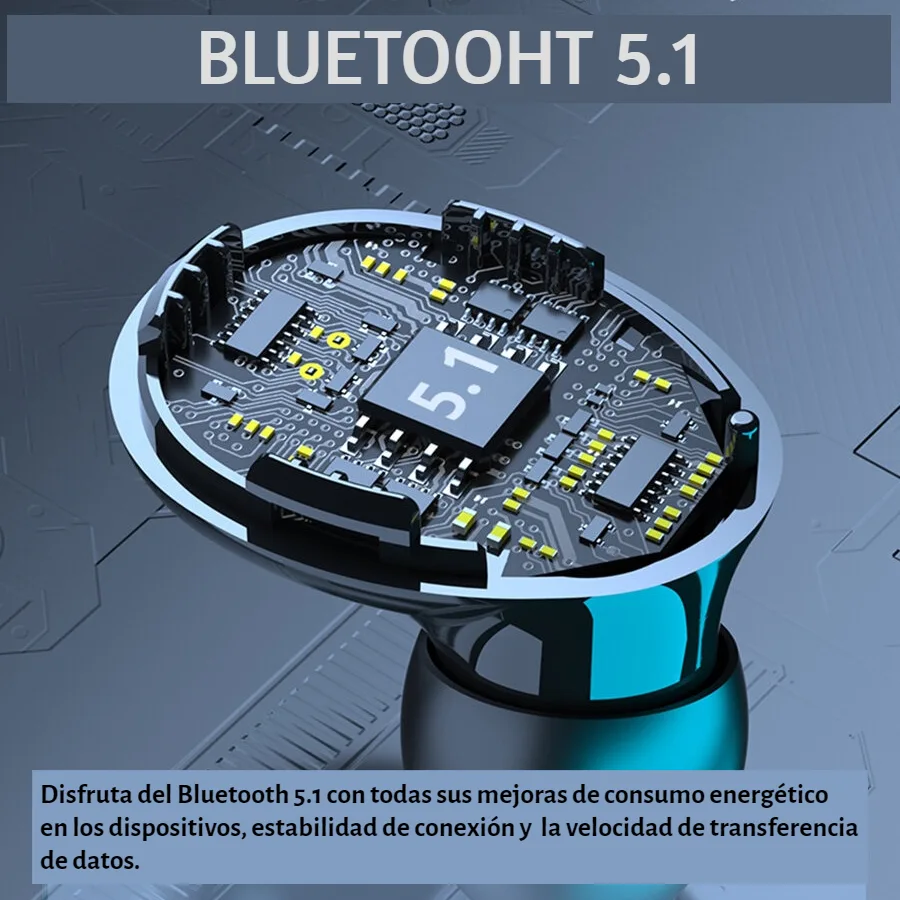 BLUETOOHT 5.1
5.1
Disfruta del Bluetooth 5.1 con todas sus mejoras de consumo energético
en los dispositivos, estabilidad de conexión y la velocidad de transferencia
de datos.